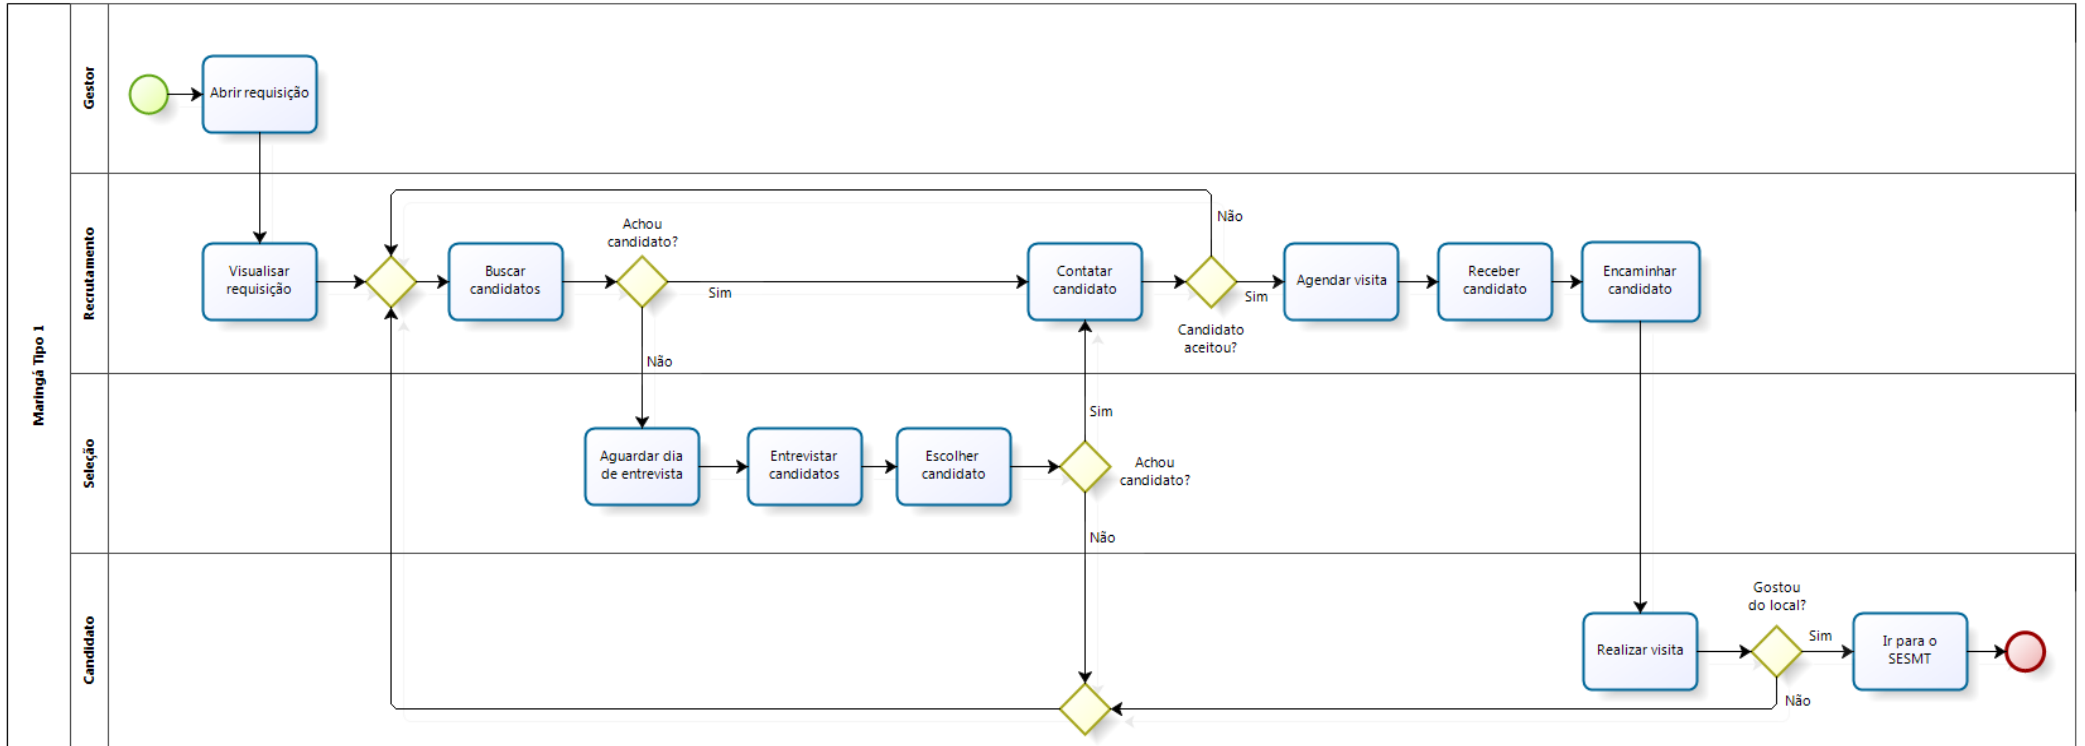 Maringá Tipo 1
Gestor
Abrir requisição
Recrutamento
Visualisar
requisição
Buscar
candidatos
Achou
candidato?
Sim
Não
Contatar
candidato
Não
Candidato
aceitou?
Sim
Agendar visita
Receber
candidato
Encaminhar
candidato
Seleção
Aguardar dia
de entrevista
Entrevistar
candidatos
Escolher
candidato
Sim
Achou
candidato?
Não
Candidato
Realizar visita
Gostou
do local?
Sim
Não
Ir para o
SESMT